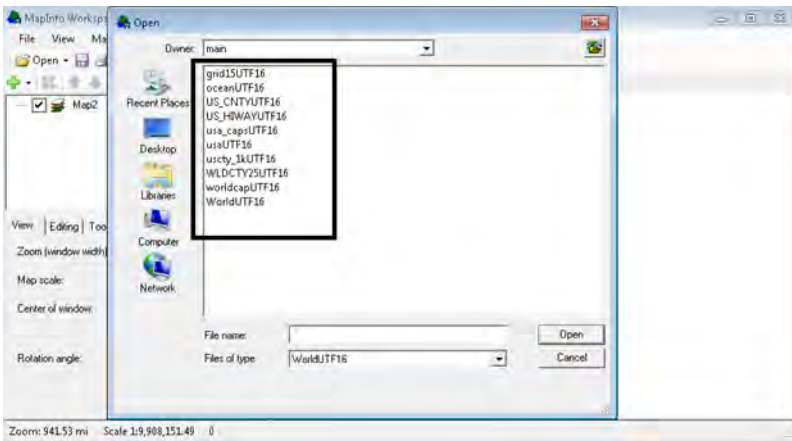 MapInfo Worksp
File View Ma
Open
Map2
View Editing Too
Zoom (window width)
Map scale:
Center of window:
Rotation angle:
Zoom: 941.53 mi Scale 1:9,908,151.49 0
Open
Owner: main
Recent Places
Desktop
Libraries
Computer
Network
grid15UTF16
oceanUTF16
US_CNTYUTF16
US_HIWAYUTF16
usa_capsUTF16
usaUTF16
uscty_1kUTF16
WLDCTY25UTF16
worldcapUTF16
WorldUTF16
File name: Open
Files of type: WorldUTF16 Cancel